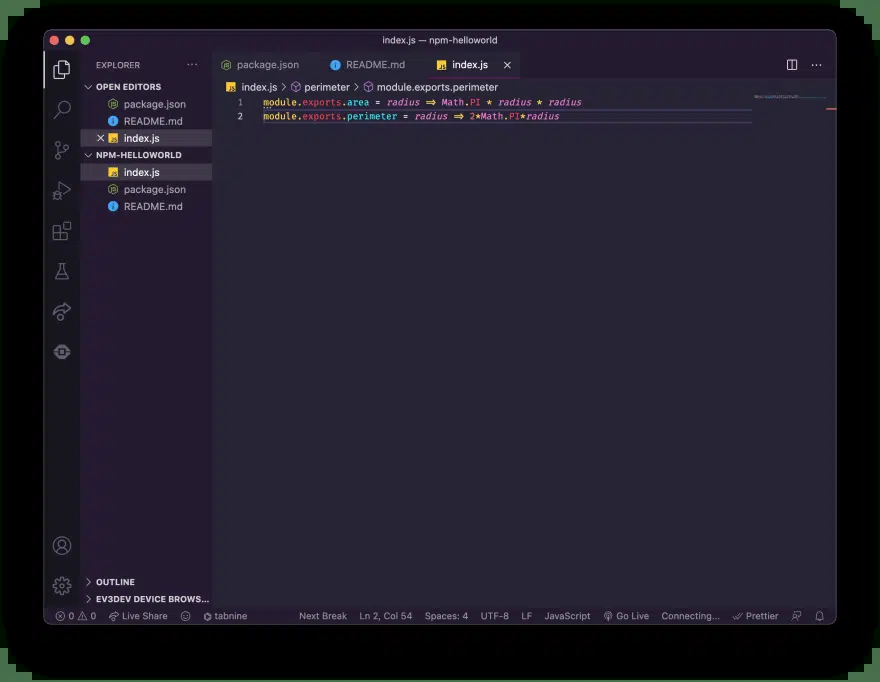 index.js — npm-helloworld
EXPLORER ···
package.json README.md index.js
OPEN EDITORS
package.json
README.md
index.js
NPM-HELLOWORLD
index.js
package.json
README.md
index.js > perimeter > module.exports.perimeter
1 module.exports.area = radius => Math.PI * radius * radius
2 module.exports.perimeter = radius => 2*Math.PI*radius
OUTLINE
EV3DEV DEVICE BROWS...
0 0 Live Share tabnine Next Break Ln 2, Col 54 Spaces: 4 UTF-8 LF JavaScript Go Live Connecting... Prettier